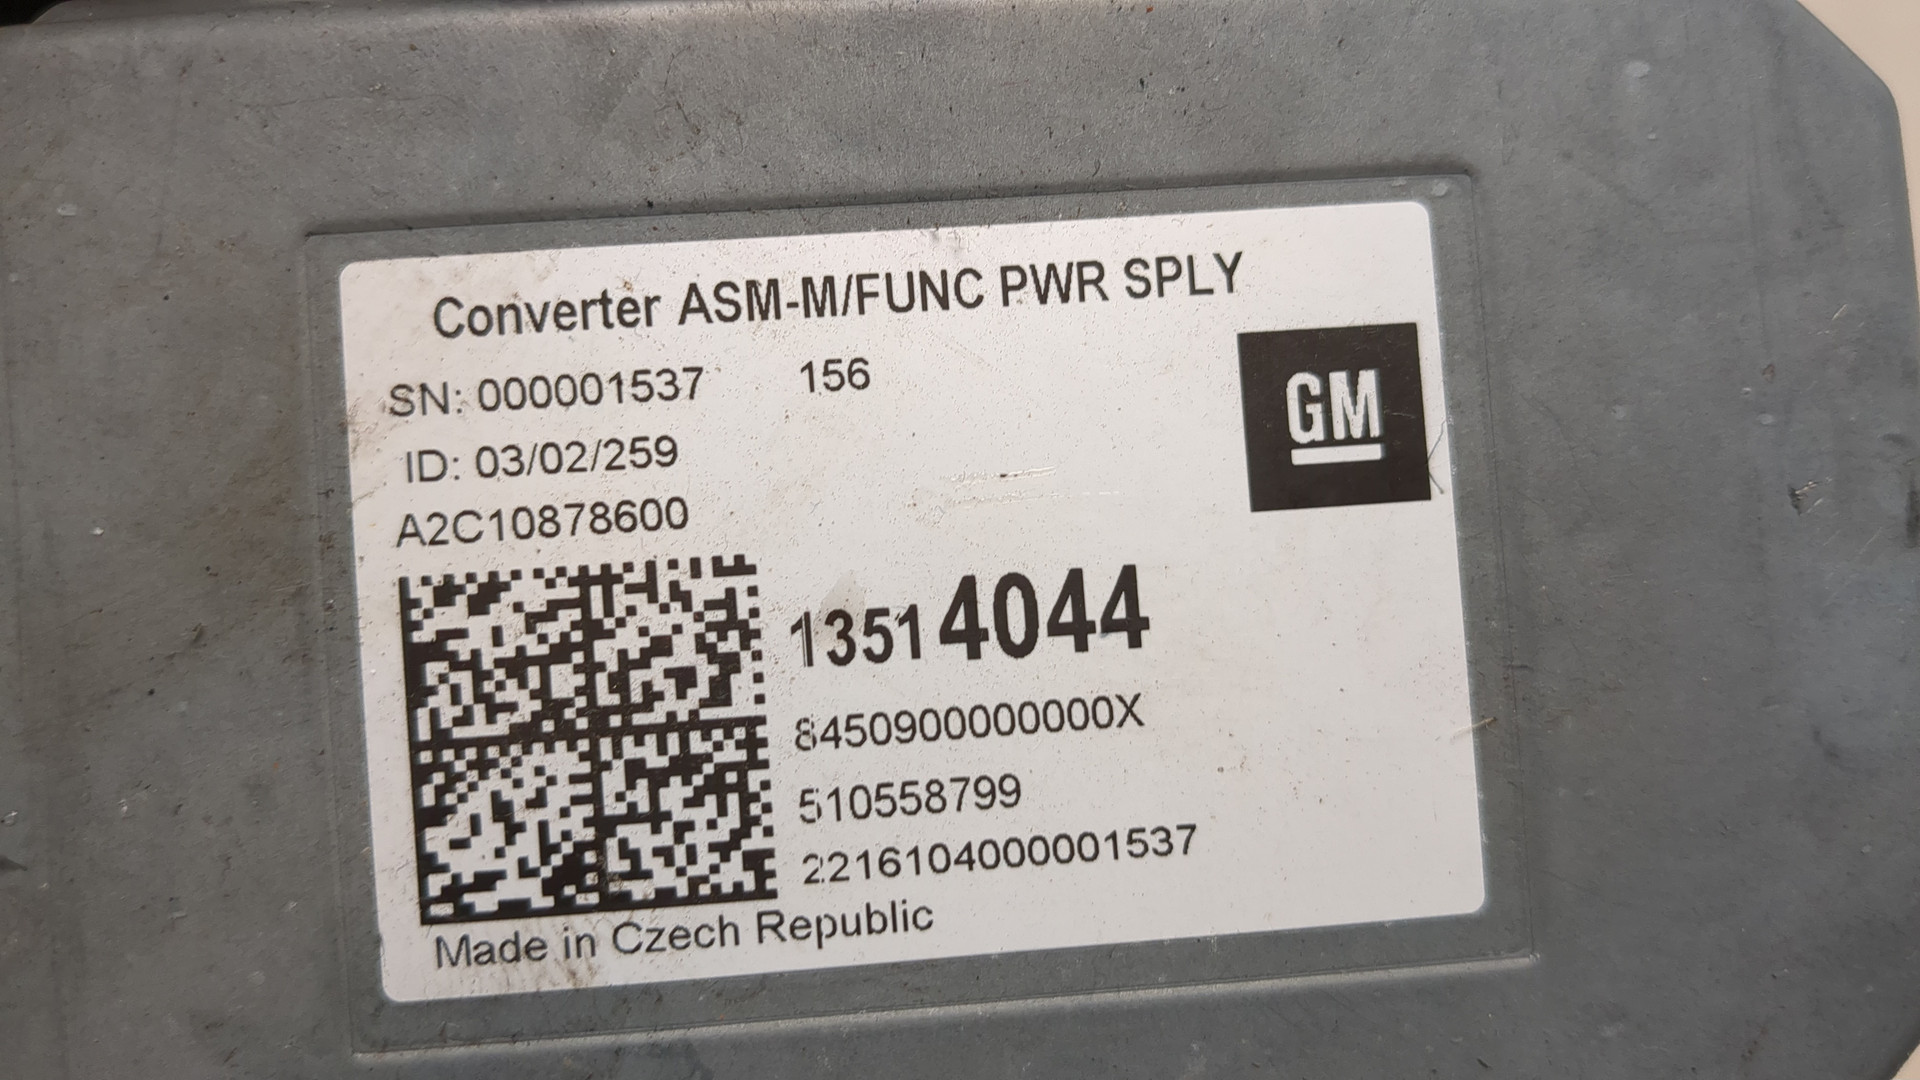 Converter ASM-M/FUNC PWR SPLY
SN: 000001537 156
ID: 03/02/259
A2C10878600
GM
13514044
8450900000000X
510558799
2216104000001537
Made in Czech Republic